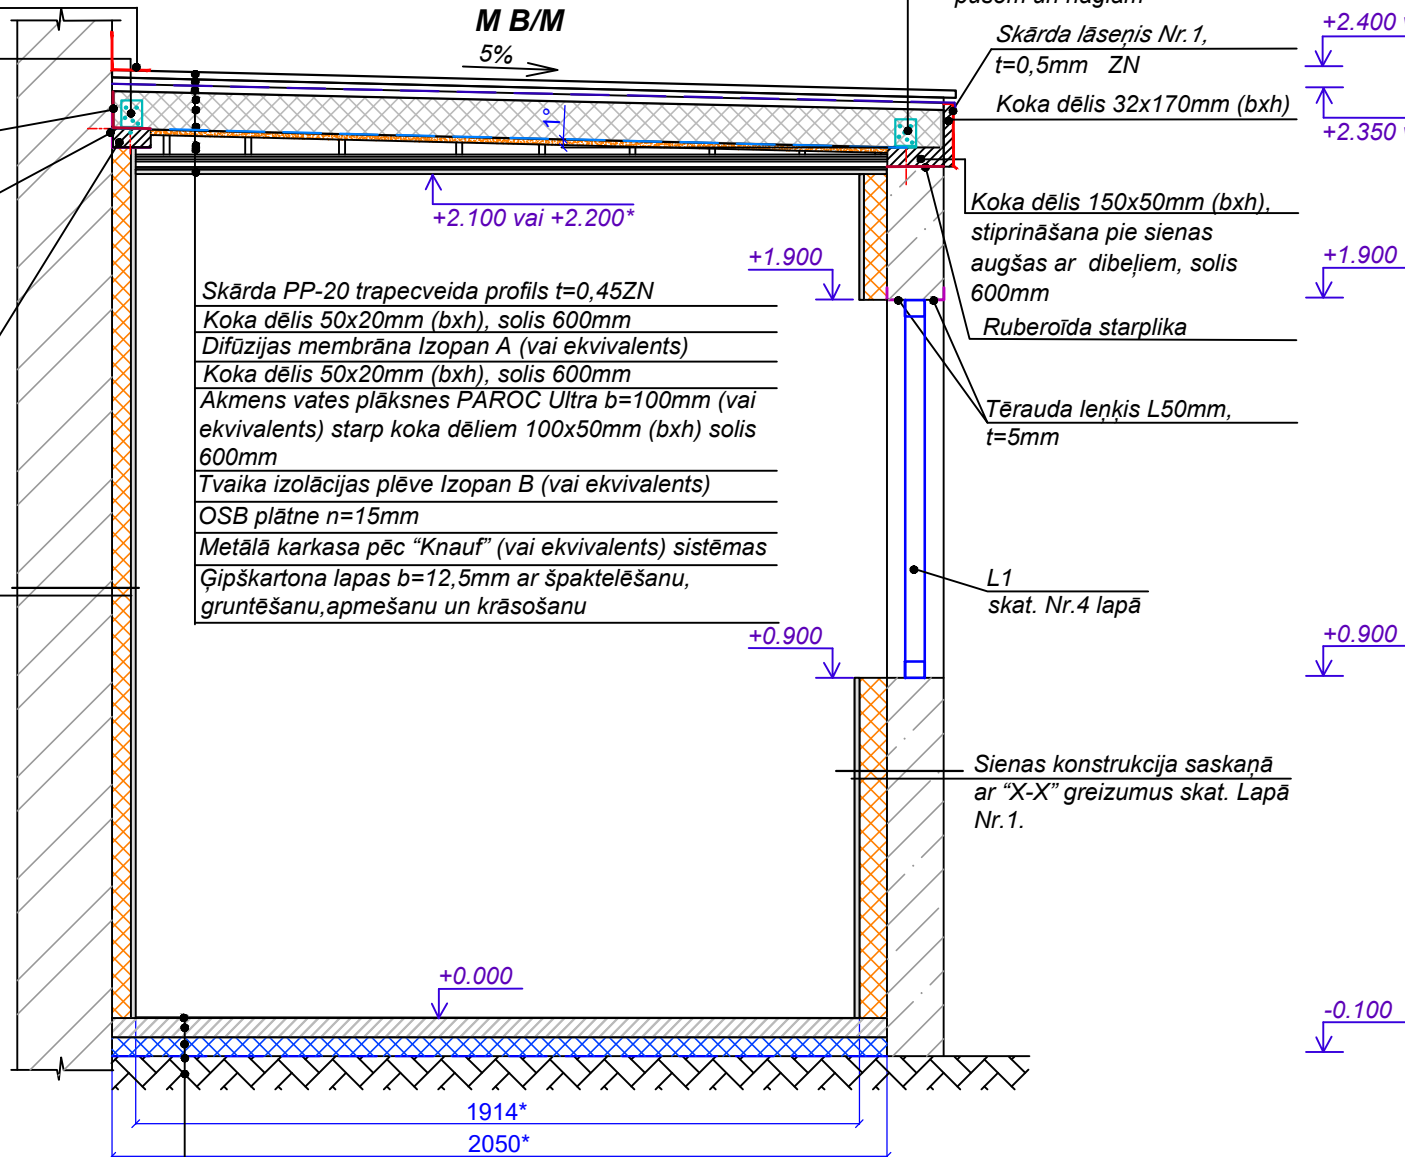 M B/M
5%
pusēm un naglām
Skārda lāsenis Nr.1,
t=0,5mm ZN
Koka dēlis 32x170mm (bxh)
+2.400
+2.350
1°
+2.100 vai +2.200*
Koka dēlis 150x50mm (bxh),
stiprināšana pie sienas
augšas ar dībeļiem, solis
600mm
Ruberoīda starplika
+1.900
+1.900
Skārda PP-20 trapecveida profils t=0,45ZN
Koka dēlis 50x20mm (bxh), solis 600mm
Difūzijas membrāna Izopan A (vai ekvivalents)
Koka dēlis 50x20mm (bxh), solis 600mm
Akmens vates plāksnes PAROC Ultra b=100mm (vai
ekvivalents) starp koka dēliem 100x50mm (bxh) solis
600mm
Tvaika izolācijas plēve Izopan B (vai ekvivalents)
OSB plātne n=15mm
Metālā karkasa pēc “Knauf” (vai ekvivalents) sistēmas
Ģipškartona lapas b=12,5mm ar špaktelēšanu,
gruntēšanu,apmešanu un krāsošanu
Tērauda leņķis L50mm,
t=5mm
L1
skat. Nr.4 lapā
+0.900
+0.900
Sienas konstrukcija saskaņā
ar “X-X” greizumus skat. Lapā
Nr.1.
+0.000
-0.100
1914*
2050*